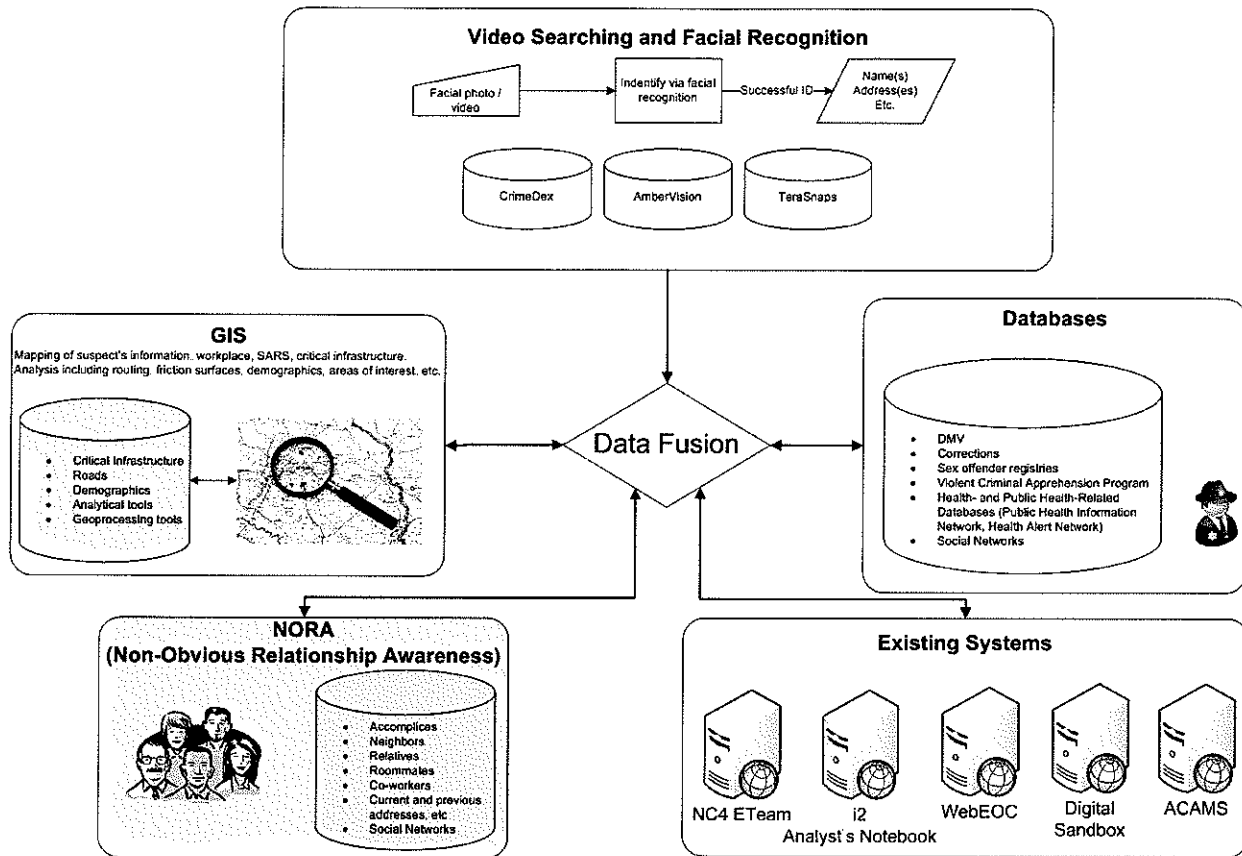 Video Searching and Facial Recognition
Facial photo /
video
Indentify via facial
recognition
Successful ID
Name(s)
Address(es)
Etc.
CrimeDex
AmberVision
TeraSnaps
GIS
Mapping of suspect's information, workplace, SARS, critical infrastructure.
Analysis including routing, friction surfaces, demographics, areas of interest, etc.
• Critical Infrastructure
• Roads
• Demographics
• Analytical tools
• Geoprocessing tools
Data Fusion
Databases
• DMV
• Corrections
• Sex offender registries
• Violent Criminal Apprehension Program
• Health- and Public Health-Related
Databases (Public Health Information
Network, Health Alert Network)
• Social Networks
NORA
(Non-Obvious Relationship Awareness)
• Accomplices
• Neighbors
• Relatives
• Roommates
• Co-workers
• Current and previous
addresses, etc
• Social Networks
Existing Systems
NC4 ETeam
i2
Analyst's Notebook
WebEOC
Digital
Sandbox
ACAMS